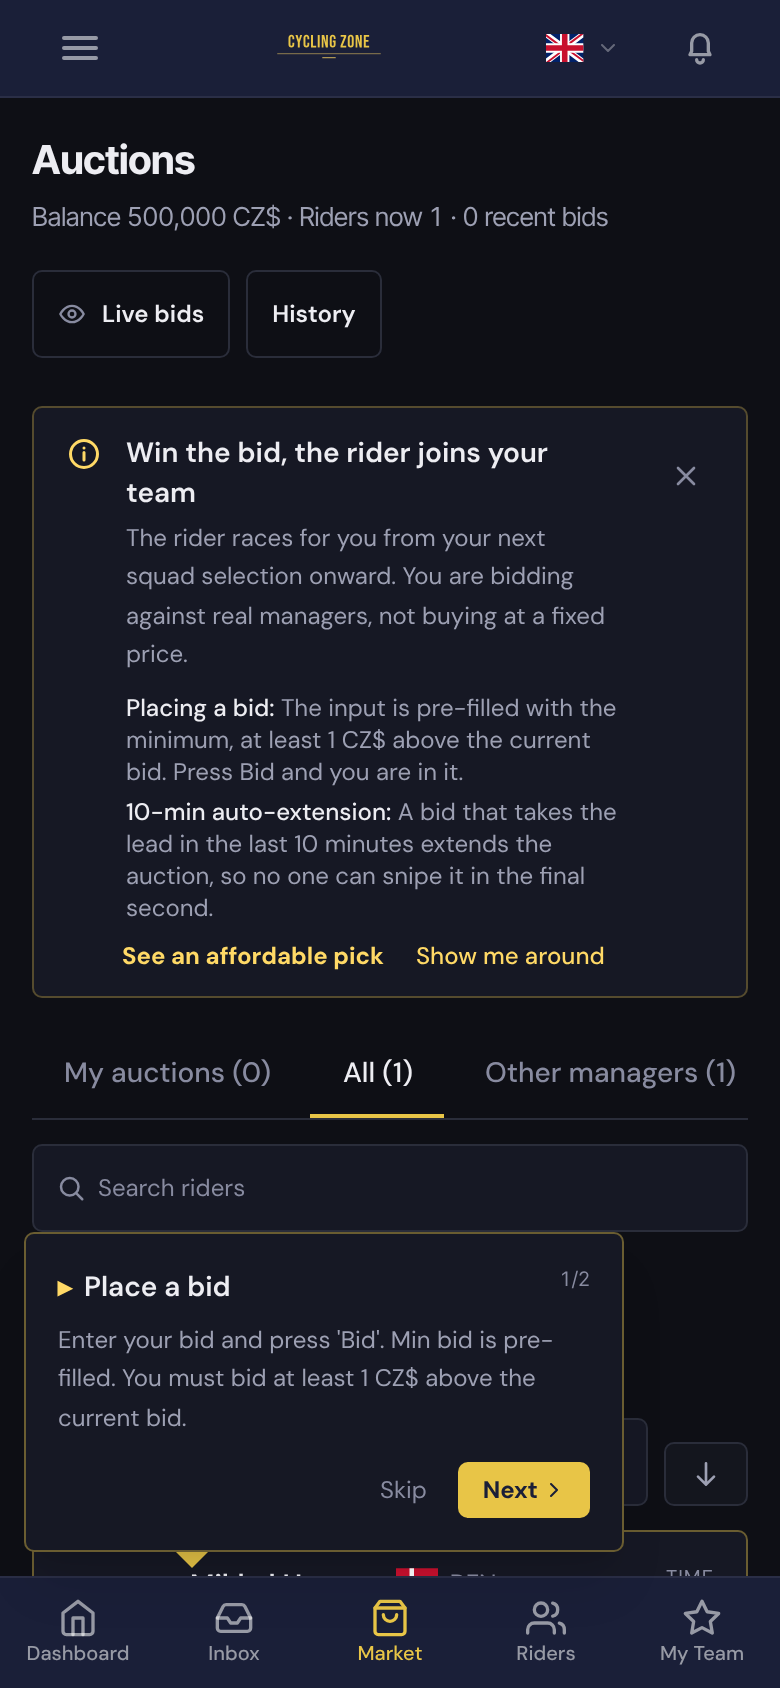 CYCLING ZONE
Auctions
Balance 500,000 CZ$ · Riders now 1 · 0 recent bids
Live bids
History
Win the bid, the rider joins your
team
The rider races for you from your next
squad selection onward. You are bidding
against real managers, not buying at a fixed
price.
Placing a bid: The input is pre-filled with the
minimum, at least 1 CZ$ above the current
bid. Press Bid and you are in it.
10-min auto-extension: A bid that takes the
lead in the last 10 minutes extends the
auction, so no one can snipe it in the final
second.
See an affordable pick Show me around
My auctions (0) All (1) Other managers (1)
Search riders
Place a bid 1/2
Enter your bid and press 'Bid'. Min bid is pre-
filled. You must bid at least 1 CZ$ above the
current bid.
Skip Next
TIME
Dashboard Inbox Market Riders My Team